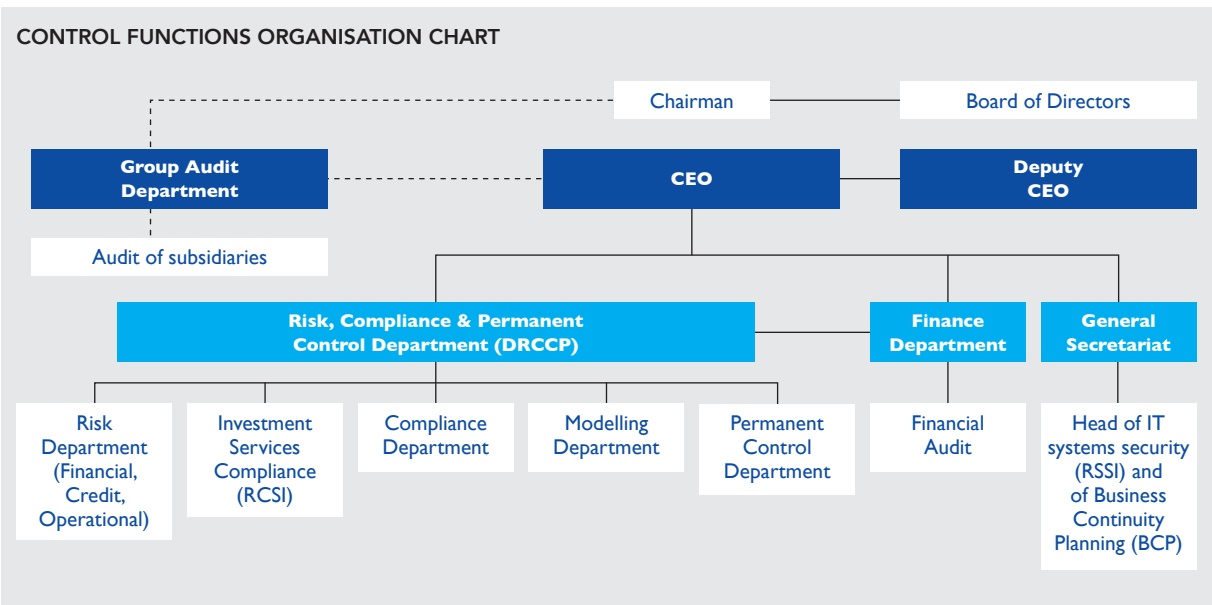 CONTROL FUNCTIONS ORGANISATION CHART
Chairman
Board of Directors
Group Audit
Department
CEO
Deputy
CEO
Audit of subsidiaries
Risk, Compliance & Permanent
Control Department (DRCCP)
Finance
Department
General
Secretariat
Risk
Department
(Financial,
Credit,
Operational)
Investment
Services
Compliance
(RCSI)
Compliance
Department
Modelling
Department
Permanent
Control
Department
Financial
Audit
Head of IT
systems security
(RSSI) and
of Business
Continuity
Planning (BCP)